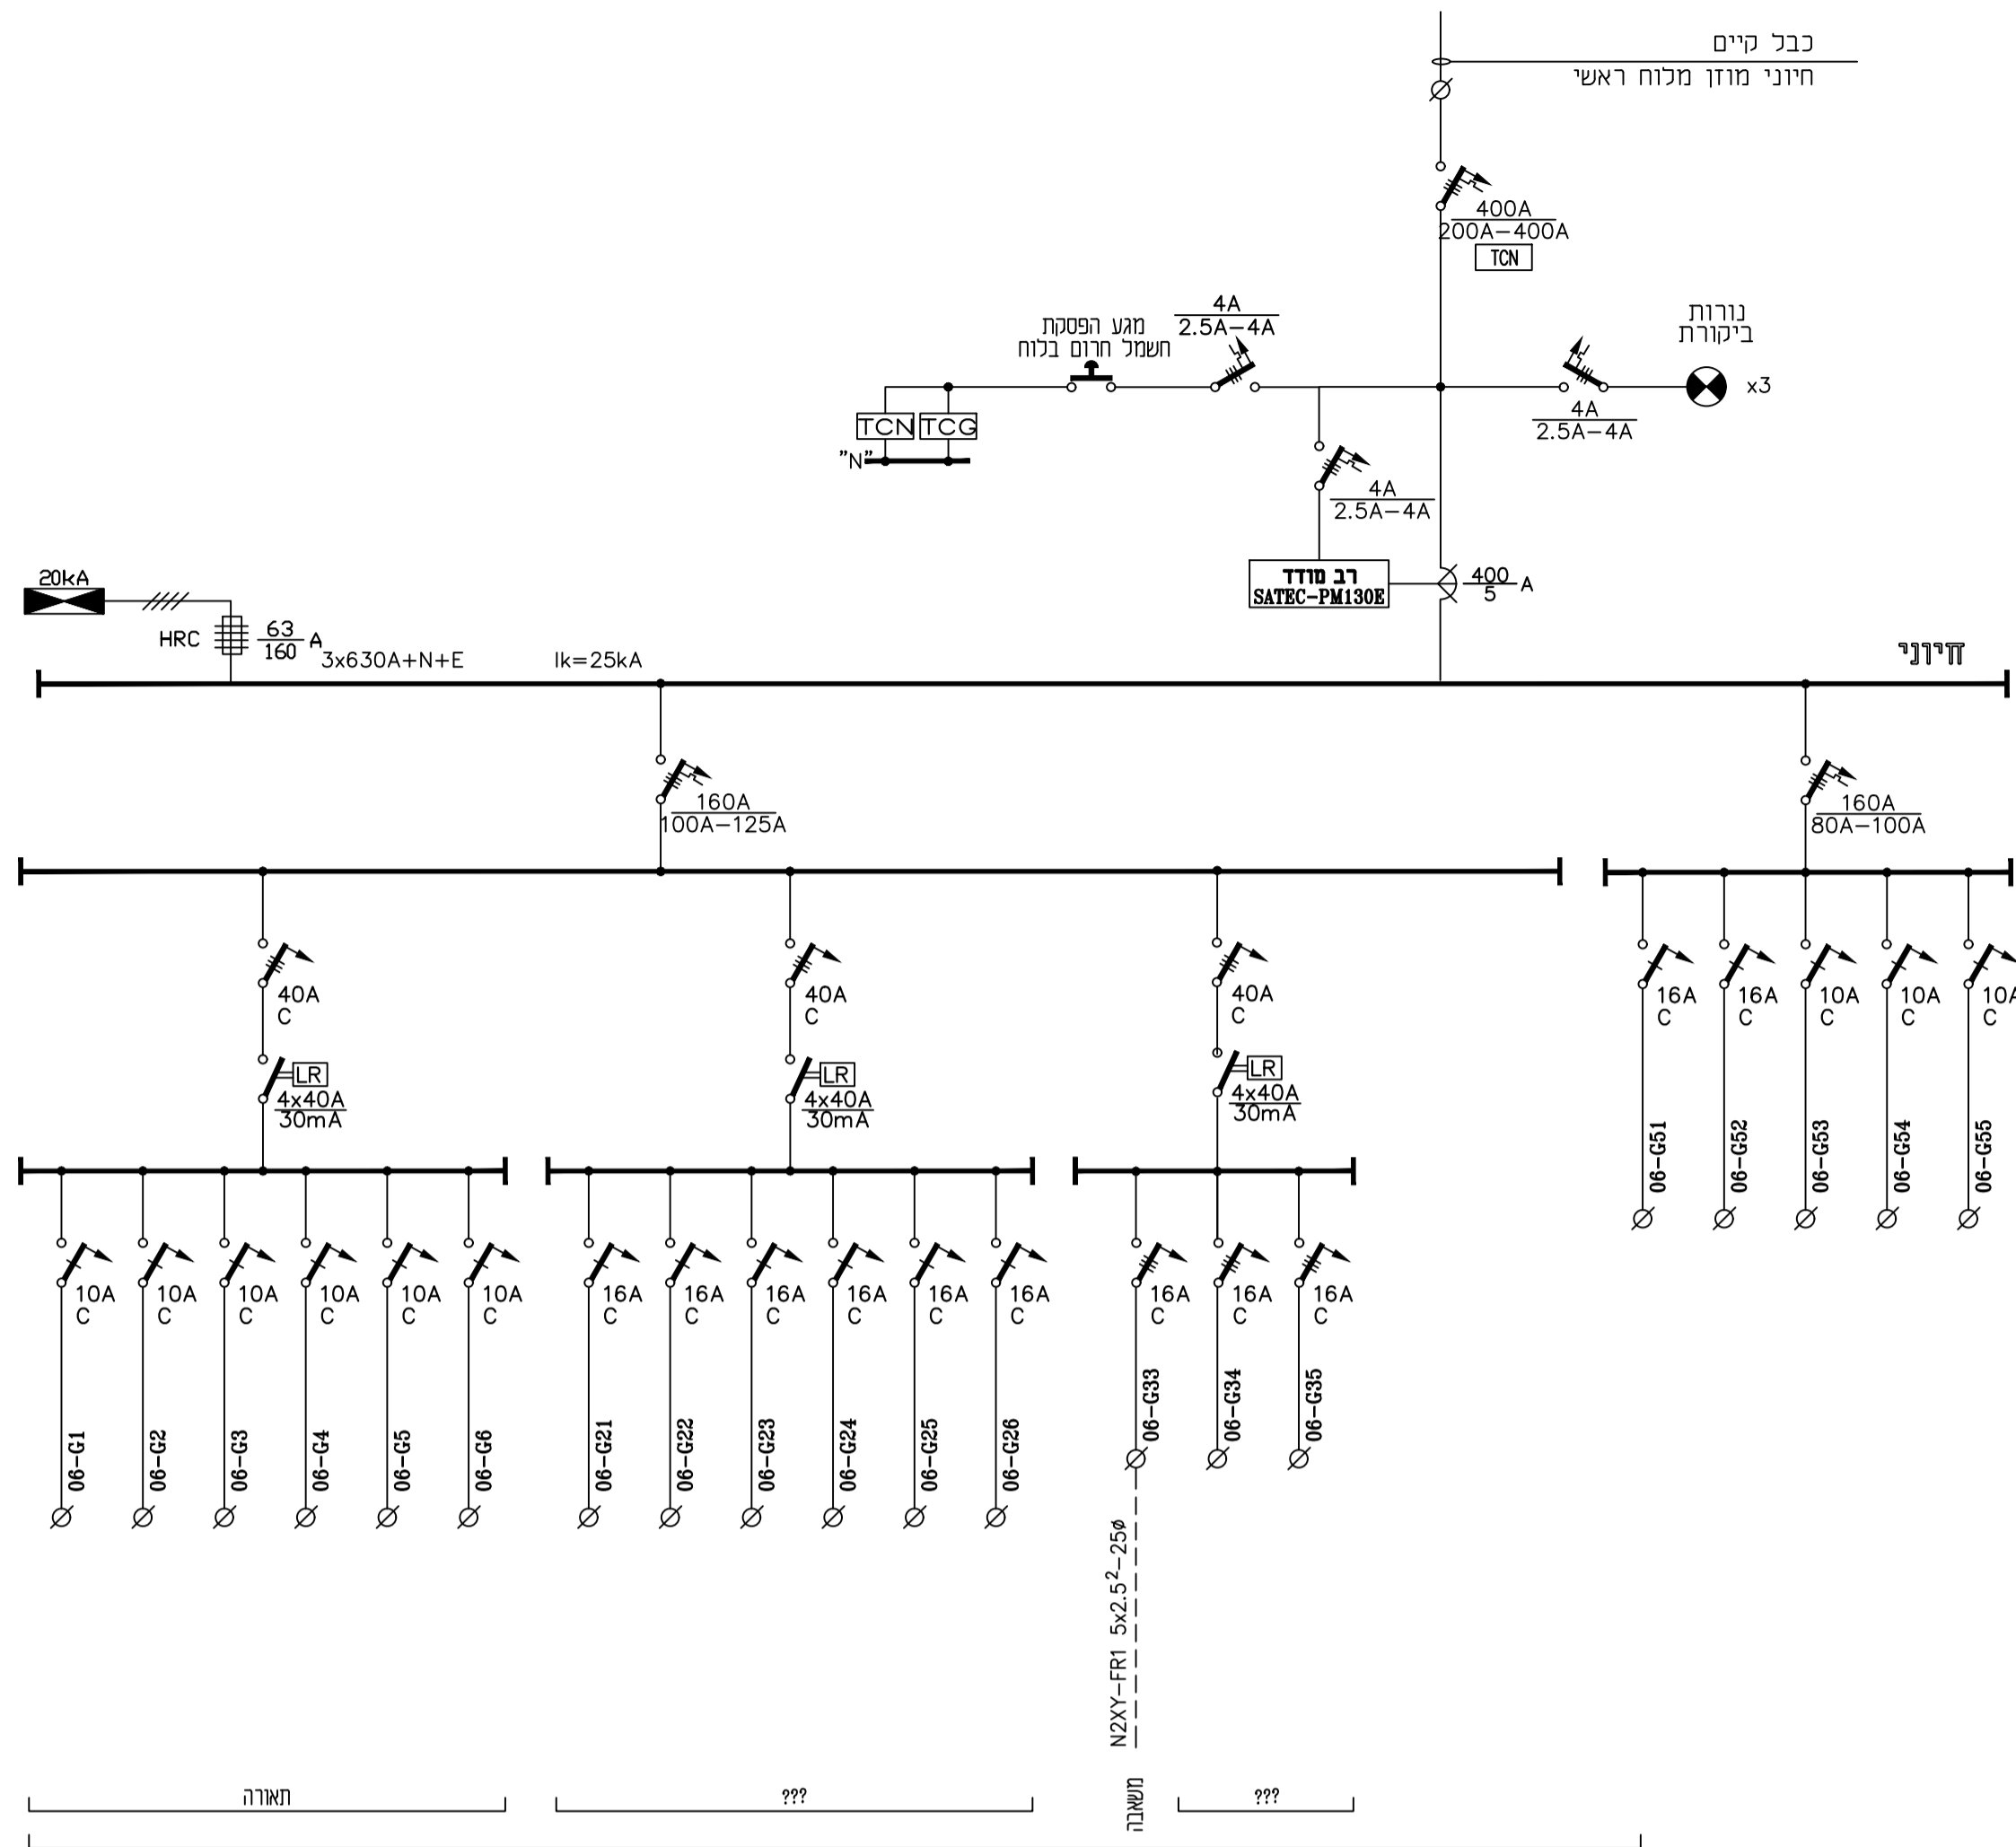 כבל קיים
חיוני מוזן מלוח ראשי
400A
200A-400A
TCN
נורות
ביקורת
x3
4A
2.5A-4A
מגע הפסקת
חשמל חרום בלוח
4A
2.5A-4A
TCN
TCG
"N"
4A
2.5A-4A
רב מודד
SATEC-PM130E
400
5
A
20kA
HRC
63
160
A
3x630A+N+E
Ik=25kA
חיוני
160A
100A-125A
160A
80A-100A
40A
C
LR
4x40A
30mA
40A
C
LR
4x40A
30mA
40A
C
LR
4x40A
30mA
16A
C
16A
C
10A
C
10A
C
10A
C
06-G51
06-G52
06-G53
06-G54
06-G55
10A
C
10A
C
10A
C
10A
C
10A
C
10A
C
16A
C
16A
C
16A
C
16A
C
16A
C
16A
C
16A
C
16A
C
16A
C
06-G1
06-G2
06-G3
06-G4
06-G5
06-G6
06-G21
06-G22
06-G23
06-G24
06-G25
06-G26
06-G33
06-G34
06-G35
N2XY-FR1 5x2.5²-25ø
משאבה
תאורה
???
???